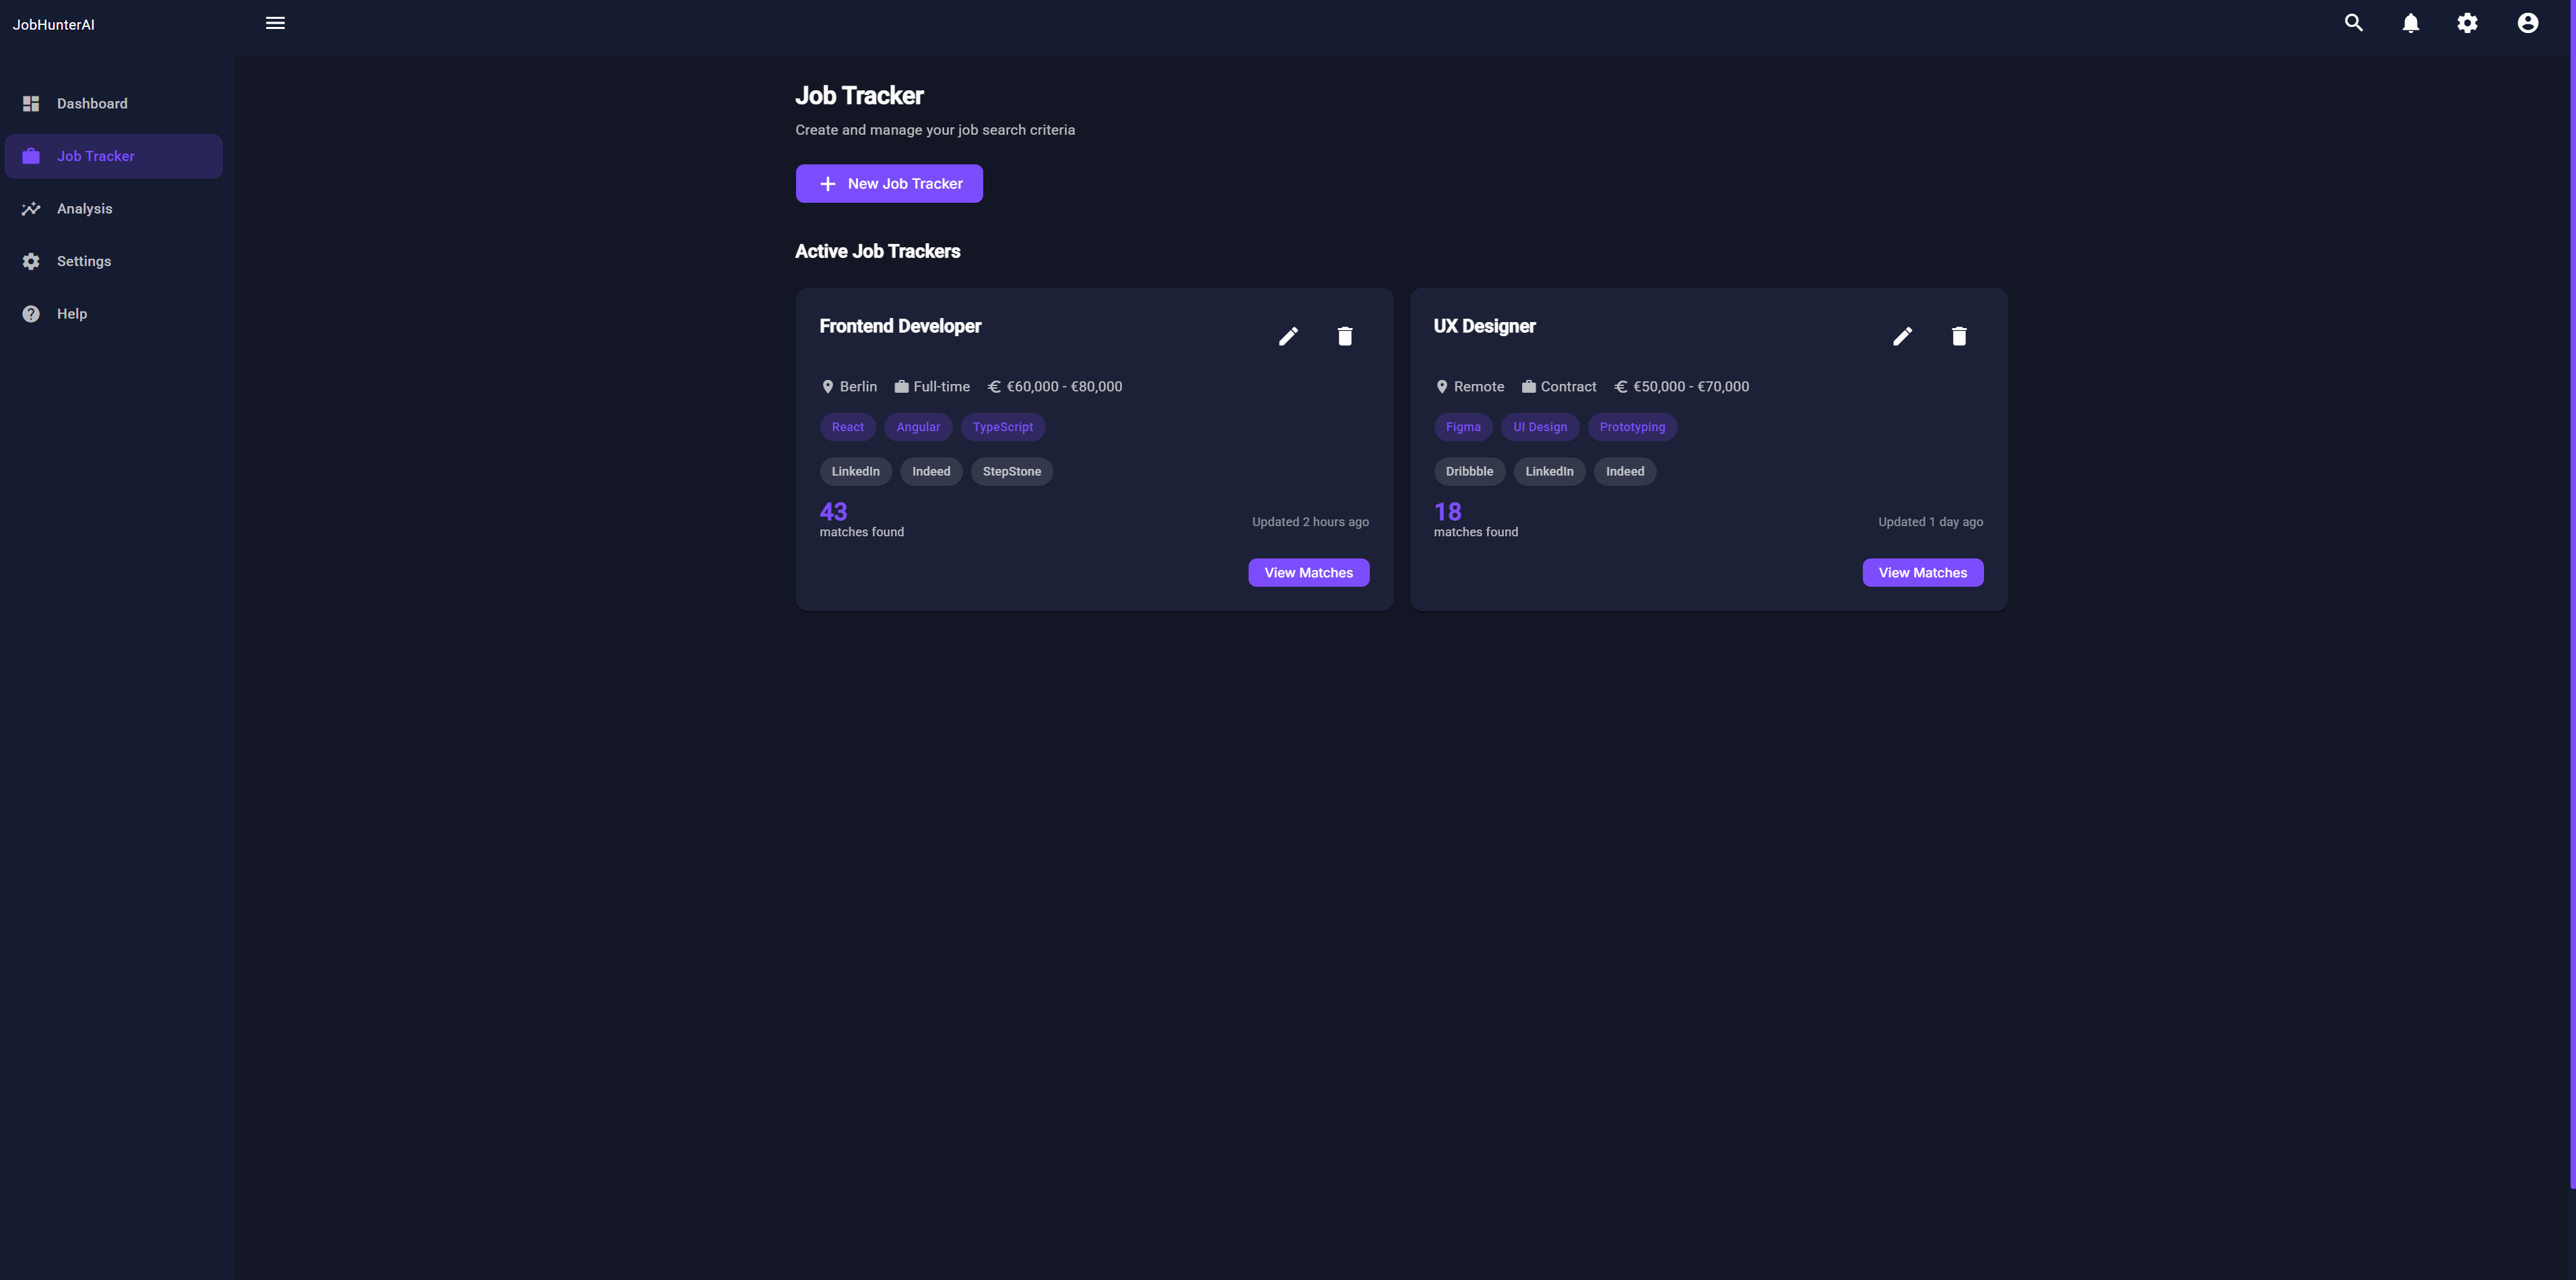 JobHunterAI
Dashboard
Job Tracker
Analysis
Settings
Help
Job Tracker
Create and manage your job search criteria
New Job Tracker
Active Job Trackers
Frontend Developer
Berlin Full-time €60,000 - €80,000
React Angular TypeScript
LinkedIn Indeed StepStone
43
matches found
Updated 2 hours ago
View Matches
UX Designer
Remote Contract €50,000 - €70,000
Figma UI Design Prototyping
Dribbble LinkedIn Indeed
18
matches found
Updated 1 day ago
View Matches